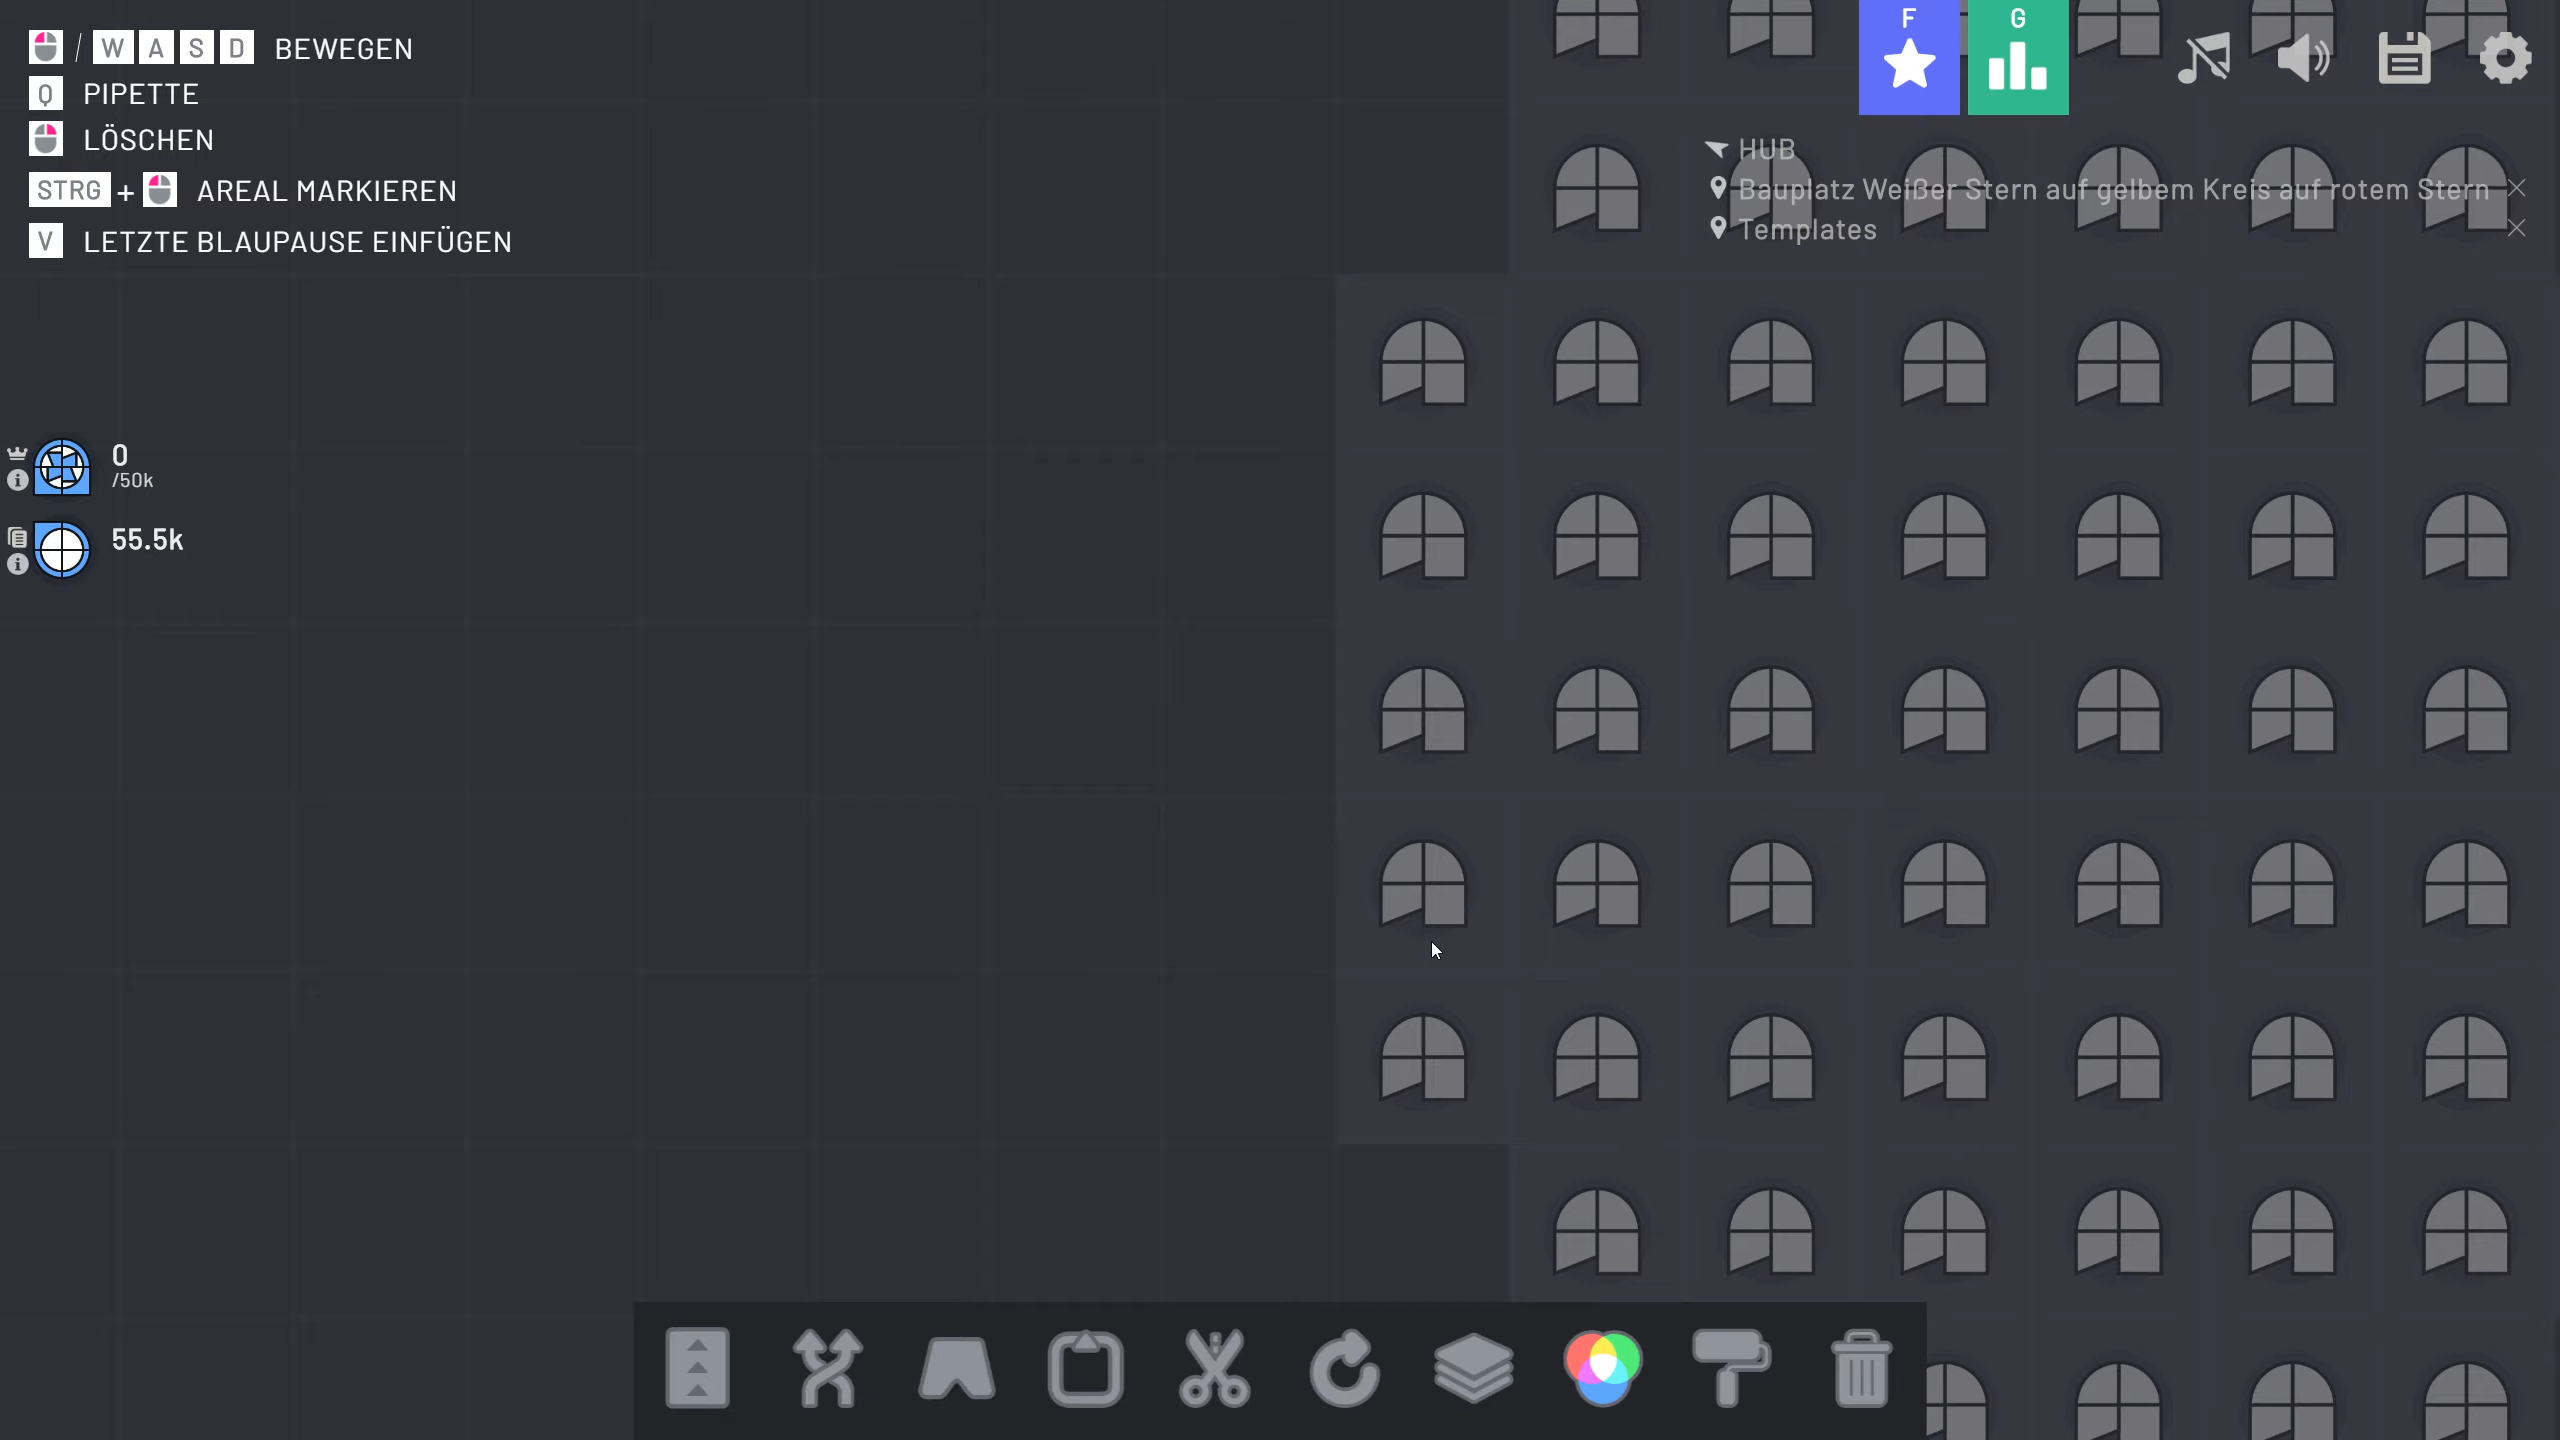 / W A S D BEWEGEN
Q PIPETTE
LÖSCHEN
STRG + AREAL MARKIEREN
V LETZTE BLAUPAUSE EINFÜGEN
F G
HUB
Bauplatz Weißer Stern auf gelbem Kreis auf rotem Stern
Templates
0
/50k
55.5k